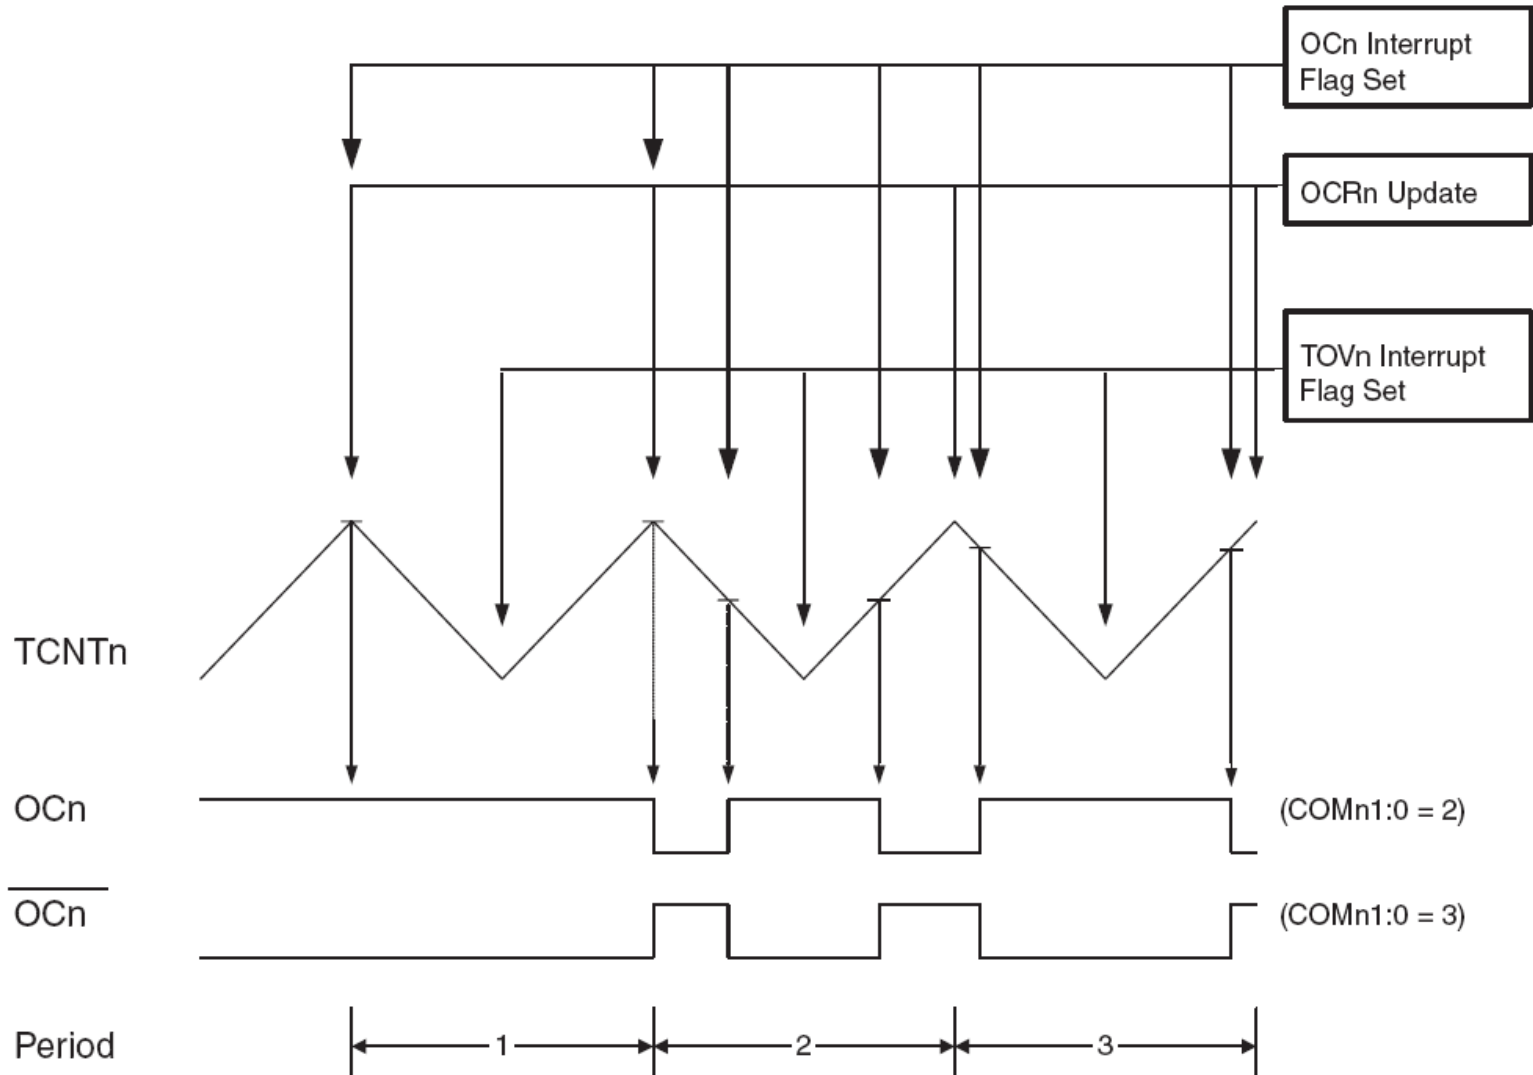 OCn Interrupt
Flag Set
OCRn Update
TOVn Interrupt
Flag Set
TCNTn
OCn
(COMn1:0 = 2)
OCn
(COMn1:0 = 3)
Period
1
2
3